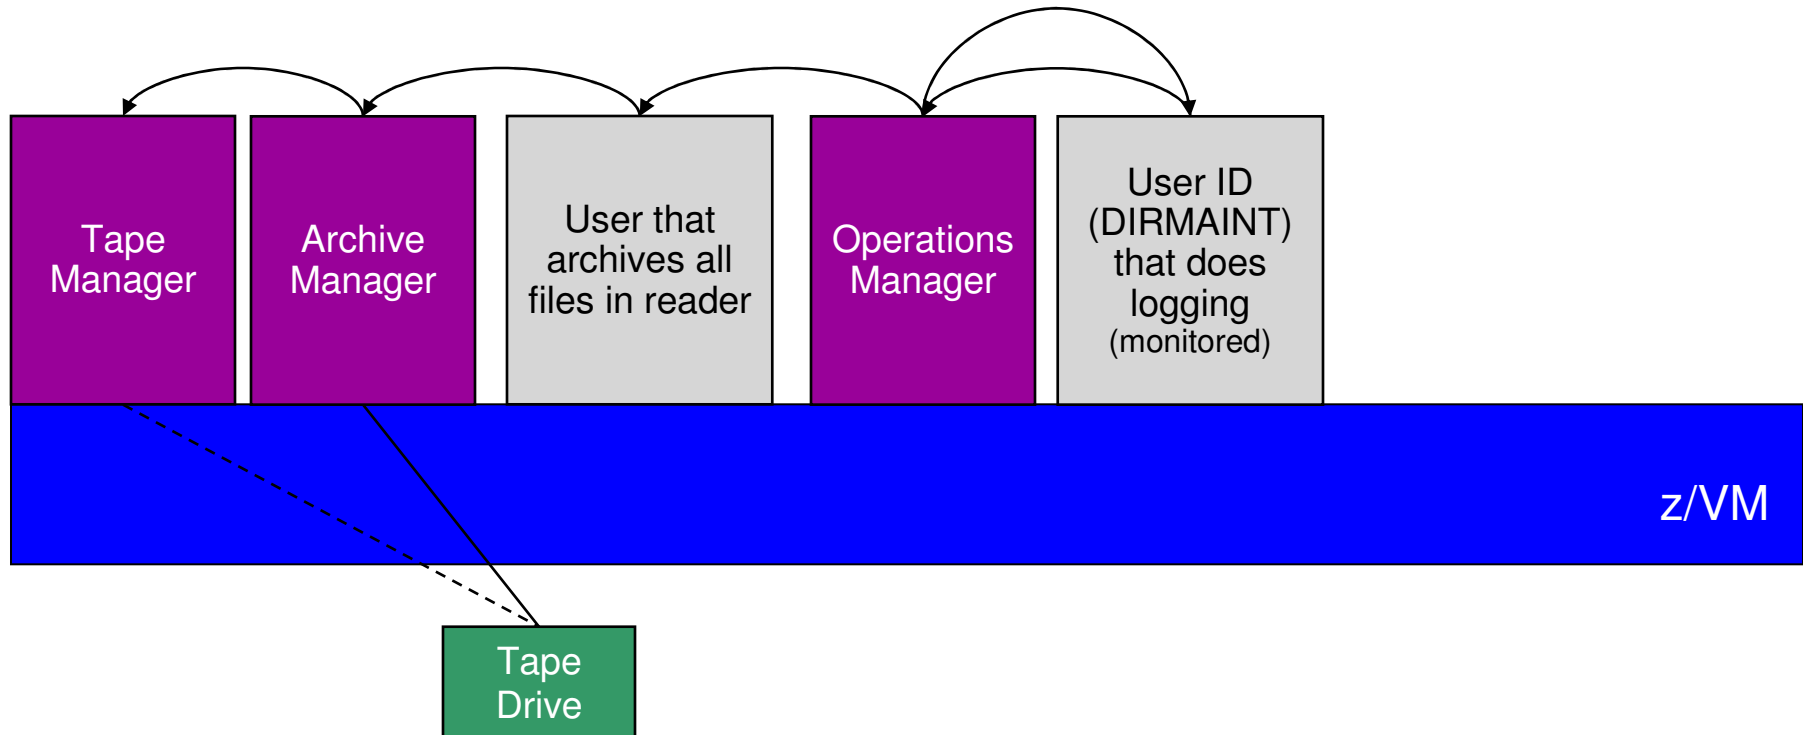 Tape
Manager
Archive
Manager
User that
archives all
files in reader
Operations
Manager
User ID
(DIRMAINT)
that does
logging
(monitored)
z/VM
Tape
Drive